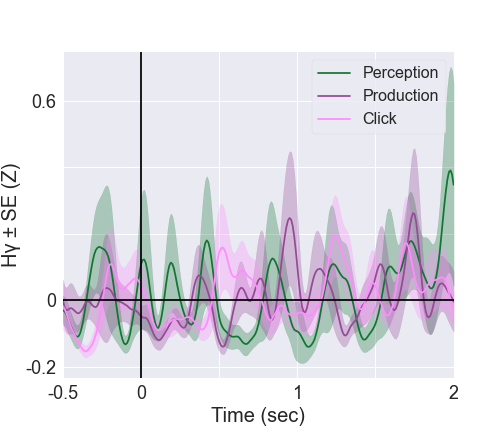 Perception
Production
Click
0.6
0
-0.2
Hγ ± SE (Z)
-0.5
0
1
2
Time (sec)